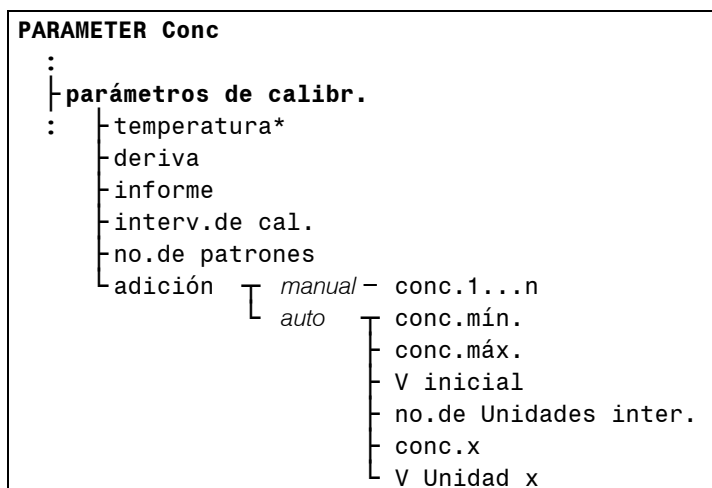 PARAMETER Conc
:
parámetros de calibr.
: temperatura*
deriva
informe
interv.de cal.
no.de patrones
adición manual conc.1...n
auto conc.mín.
conc.máx.
V inicial
no.de Unidades inter.
conc.x
V Unidad x